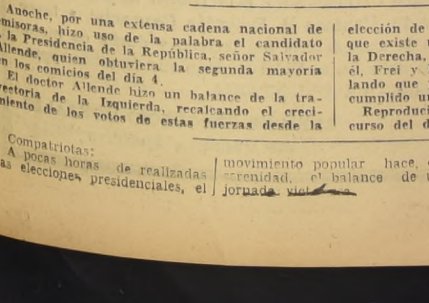 Anoche, por una extensa cadena nacional de
emisoras, hizo uso de la palabra el candidato
la Presidencia de la República, señor Salvador
Allende, quien obtuviera la segunda mayoría
en los comicios del día 4.
El doctor Allende hizo un balance de la tra-
yectoria de la Izquierda, recalcando el creci-
miento de los votos de estas fuerzas desde la
elección de
que existe
la Derecha,
él, Frei y
lando que
cumplido
Reproduci
curso del
Compatriotas:
A pocas horas de realizadas
as elecciones presidenciales, el
movimiento popular hace,
serenidad, el balance de
jornada